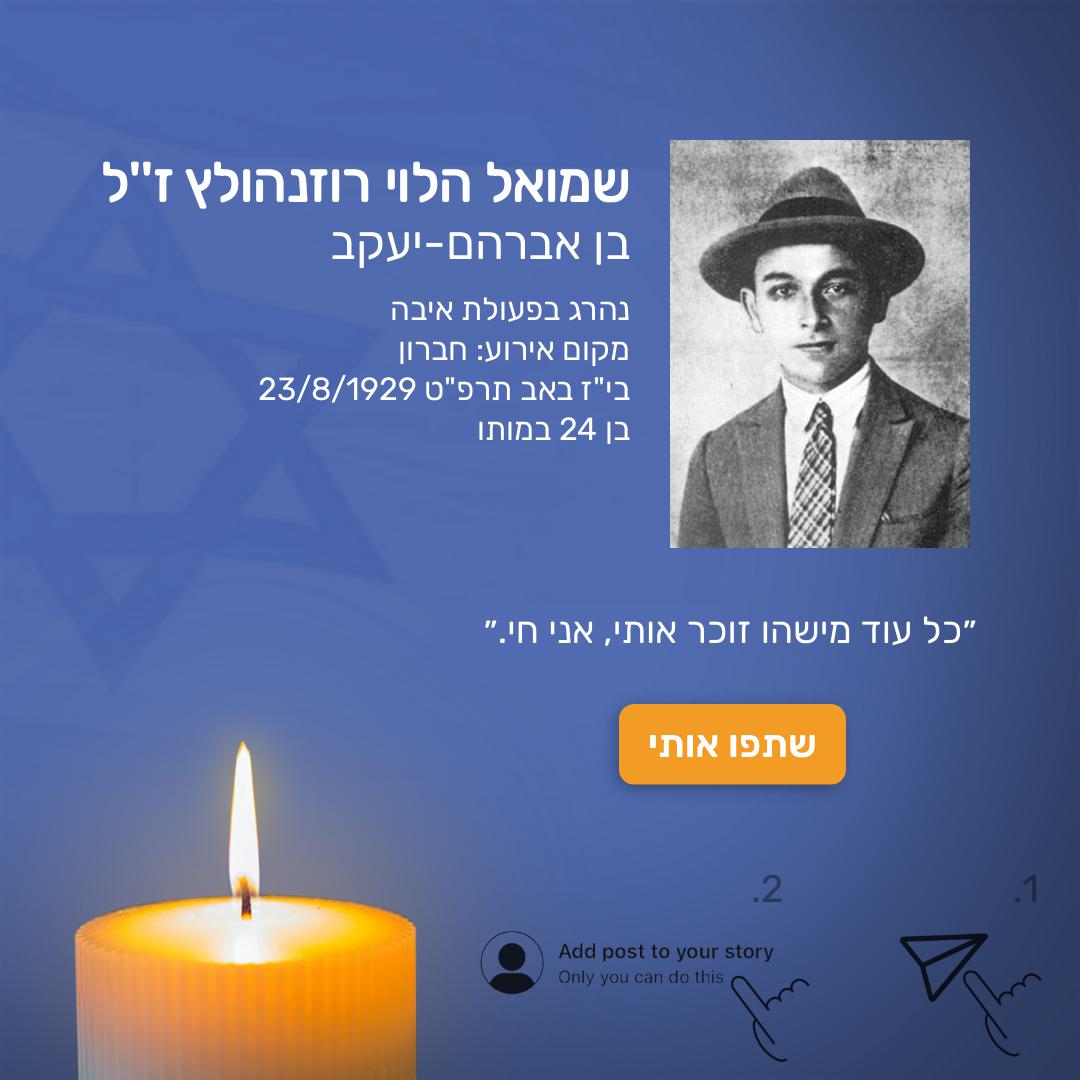 שמואל הלוי רוזנהולץ ז"ל
בן אברהם-יעקב
נהרג בפעולת איבה
מקום אירוע: חברון
בי"ז באב תרפ"ט 23/8/1929
בן 24 במותו
״כל עוד מישהו זוכר אותי, אני חי.״
שתפו אותי
1.
2.
Add post to your story
Only you can do this